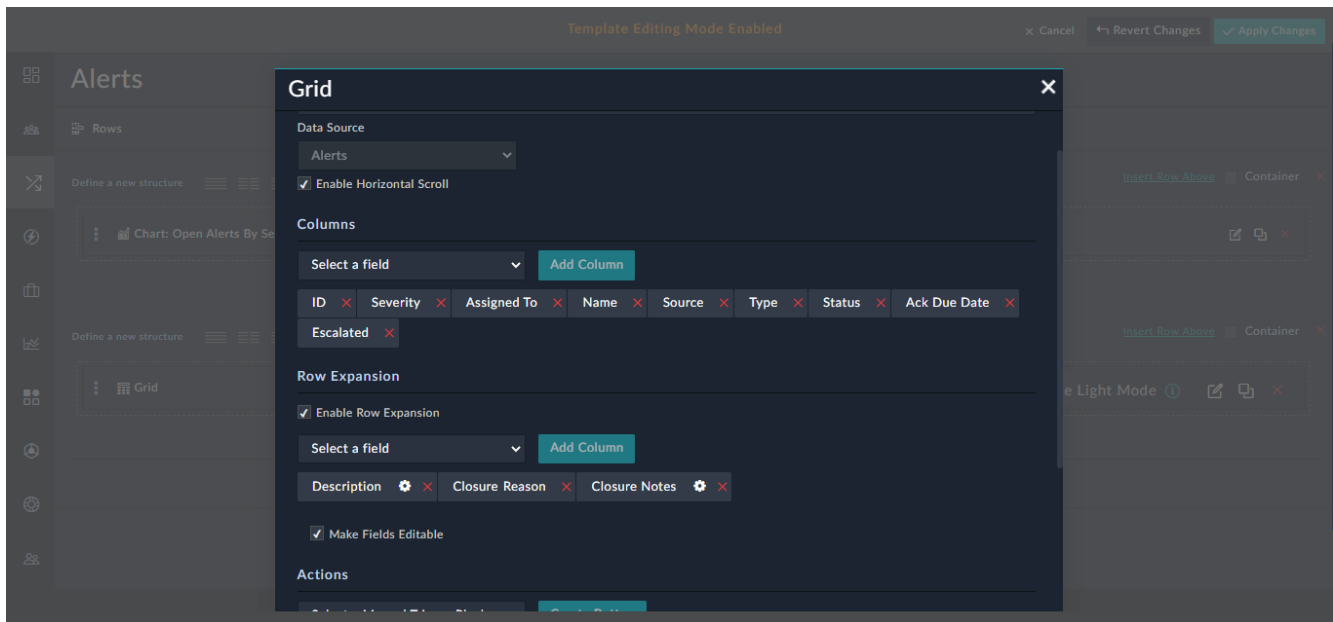 Template Editing Mode Enabled
Cancel
Revert Changes
Apply Changes
Alerts
Rows
Define a new structure
Insert Row Above
Container
Chart: Open Alerts By Se
Define a new structure
Insert Row Above
Container
Grid
e Light Mode
Grid
Data Source
Alerts
Enable Horizontal Scroll
Columns
Select a field
Add Column
ID
Severity
Assigned To
Name
Source
Type
Status
Ack Due Date
Escalated
Row Expansion
Enable Row Expansion
Select a field
Add Column
Description
Closure Reason
Closure Notes
Make Fields Editable
Actions